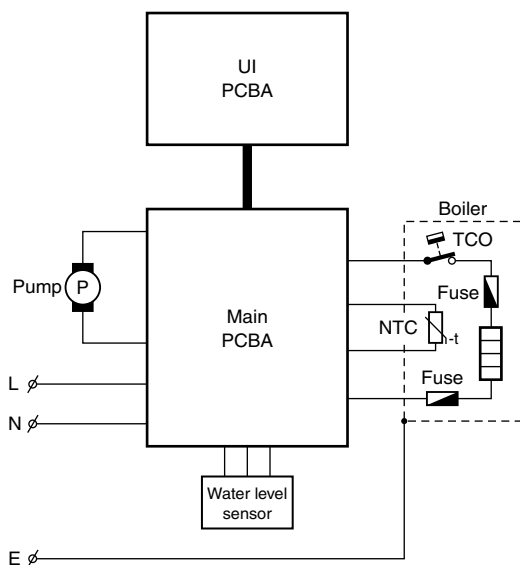 UI
PCBA
Boiler
TCO
Pump
P
Fuse
Main
PCBA
NTC
-t
L
Fuse
N
Water level
sensor
E